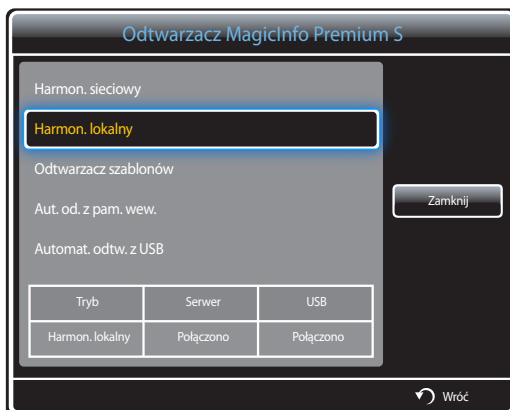 Odtwarzacz MagicInfo Premium S
Harmon. sieciowy
Harmon. lokalny
Odtwarzacz szablonów
Aut. od. z pam. wew.
Automat. odtw. z USB
Zamknij
Tryb Serwer USB
Harmon. lokalny Połączono Połączono
Wróć